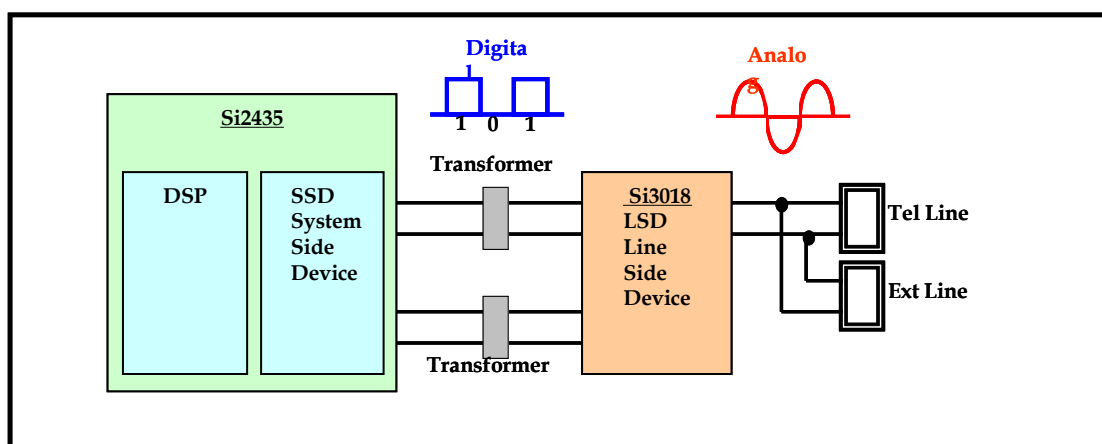 Digita
l
Analo
g
Si2435
1 0 1
Transformer
DSP
SSD
System
Side
Device
Si3018
LSD
Line
Side
Device
Tel Line
Ext Line
Transformer